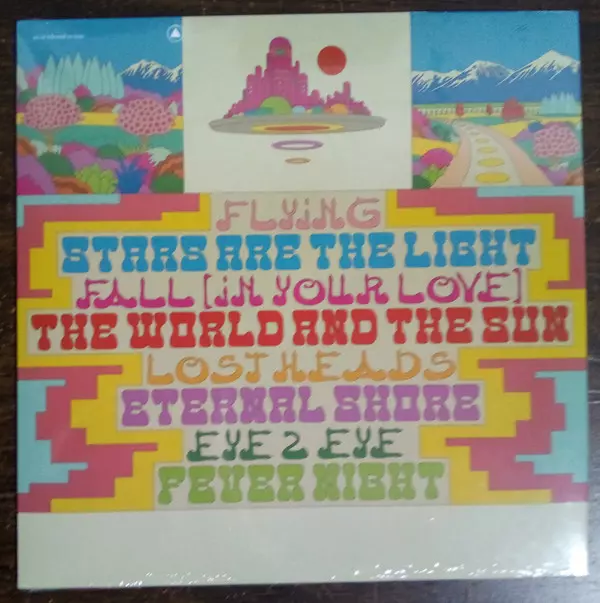 FLYiNG
STARS ARE THE LIGHT
FALL [iN YOUR LOVE]
THE WORLD AND THE SUN
LOST HEADS
ETERNAL SHORE
EYE 2 EYE
FEVER NIGHT